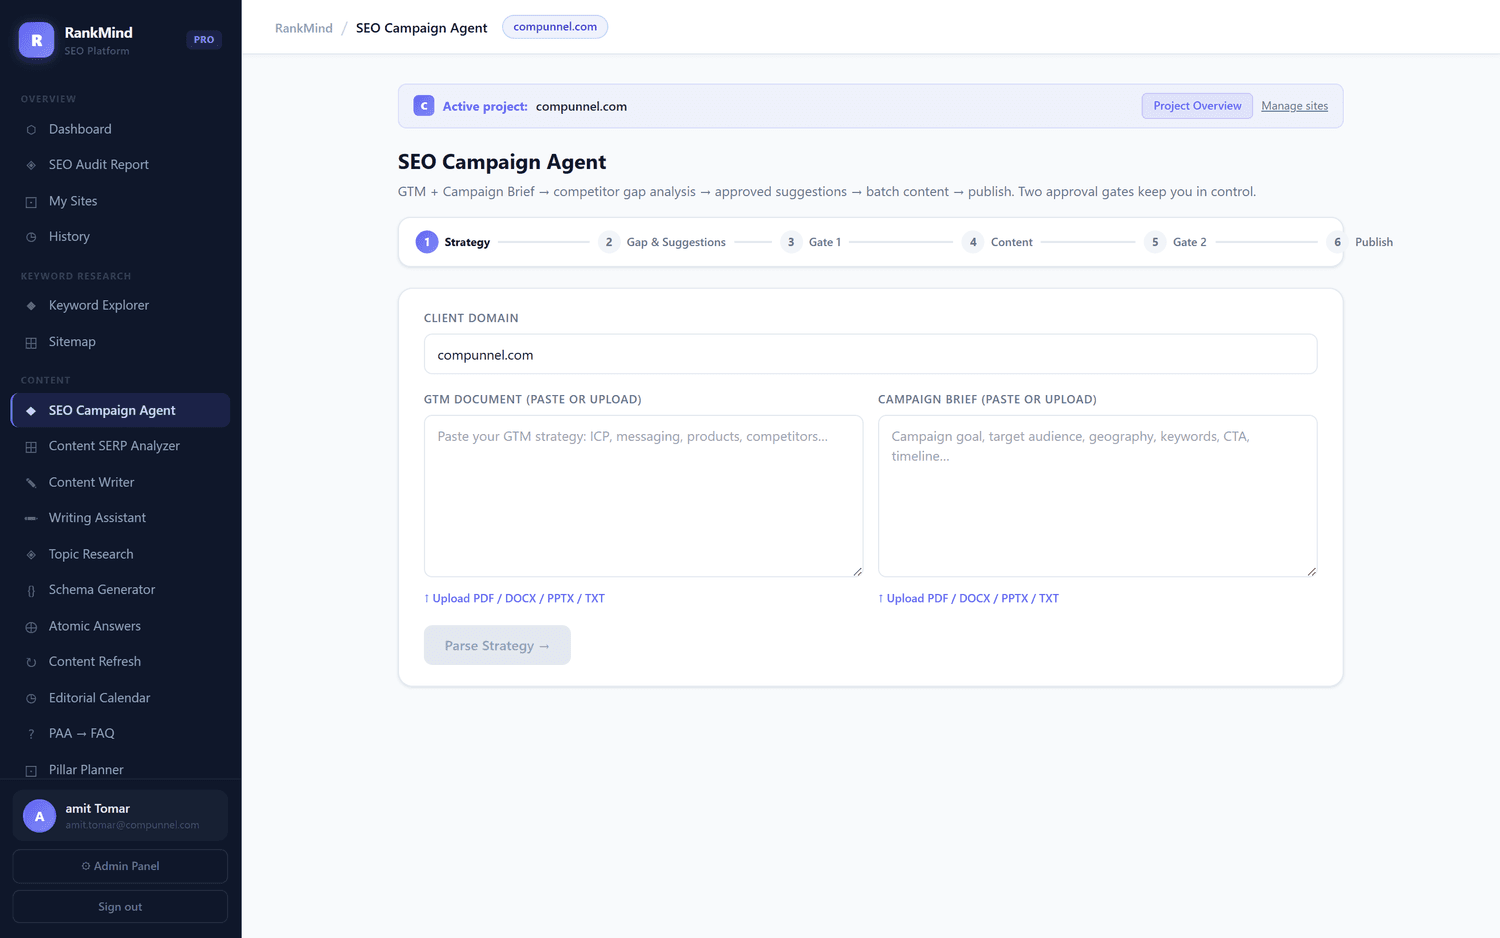 R
RankMind
SEO Platform
PRO
OVERVIEW
Dashboard
SEO Audit Report
My Sites
History
KEYWORD RESEARCH
Keyword Explorer
Sitemap
CONTENT
SEO Campaign Agent
Content SERP Analyzer
Content Writer
Writing Assistant
Topic Research
{} Schema Generator
Atomic Answers
Content Refresh
Editorial Calendar
? PAA → FAQ
Pillar Planner
A
amit Tomar
amit.tomar@compunnel.com
Admin Panel
Sign out
RankMind / SEO Campaign Agent compunnel.com
C Active project: compunnel.com
Project Overview Manage sites
SEO Campaign Agent
GTM + Campaign Brief → competitor gap analysis → approved suggestions → batch content → publish. Two approval gates keep you in control.
1 Strategy 2 Gap & Suggestions 3 Gate 1 4 Content 5 Gate 2 6 Publish
CLIENT DOMAIN
compunnel.com
GTM DOCUMENT (PASTE OR UPLOAD)
Paste your GTM strategy: ICP, messaging, products, competitors...
↑ Upload PDF / DOCX / PPTX / TXT
CAMPAIGN BRIEF (PASTE OR UPLOAD)
Campaign goal, target audience, geography, keywords, CTA,
timeline...
↑ Upload PDF / DOCX / PPTX / TXT
Parse Strategy →